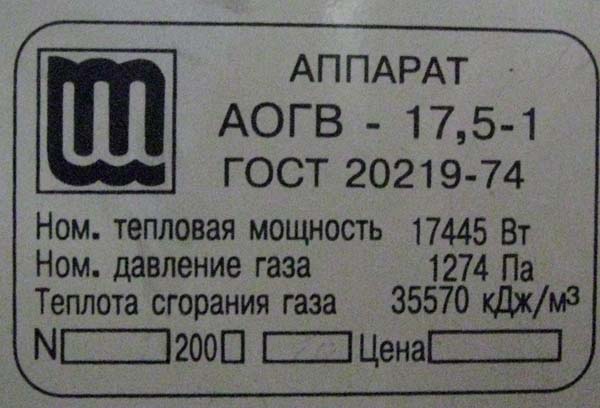 АППАРАТ
АОГВ - 17,5-1
ГОСТ 20219-74
Ном. тепловая мощность 17445 Вт
Ном. давление газа 1274 Па
Теплота сгорания газа 35570 кДж/м³
N 200 Цена